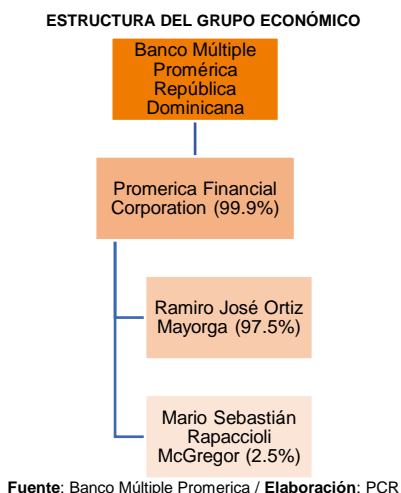 ESTRUCTURA DEL GRUPO ECONÓMICO
Banco Múltiple
Promérica
República
Dominicana
Promerica Financial
Corporation (99.9%)
Ramiro José Ortiz
Mayorga (97.5%)
Mario Sebastián
Rapaccioli
McGregor (2.5%)
Fuente: Banco Múltiple Promerica / Elaboración: PCR